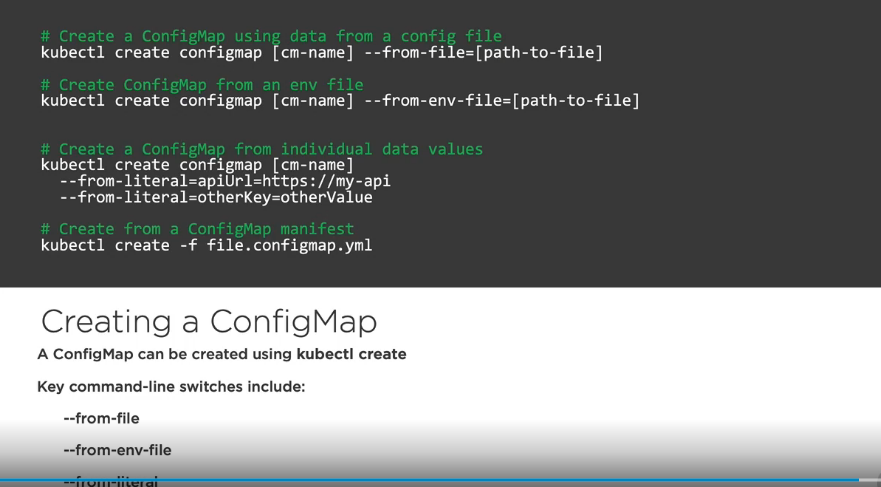 # Create a ConfigMap using data from a config file
kubectl create configmap [cm-name] --from-file=[path-to-file]
# Create ConfigMap from an env file
kubectl create configmap [cm-name] --from-env-file=[path-to-file]
# Create a ConfigMap from individual data values
kubectl create configmap [cm-name]
--from-literal=apiUrl=https://my-api
--from-literal=otherKey=otherValue
# Create from a ConfigMap manifest
kubectl create -f file.configmap.yml
Creating a ConfigMap
A ConfigMap can be created using kubectl create
Key command-line switches include:
--from-file
--from-env-file
--from-literal